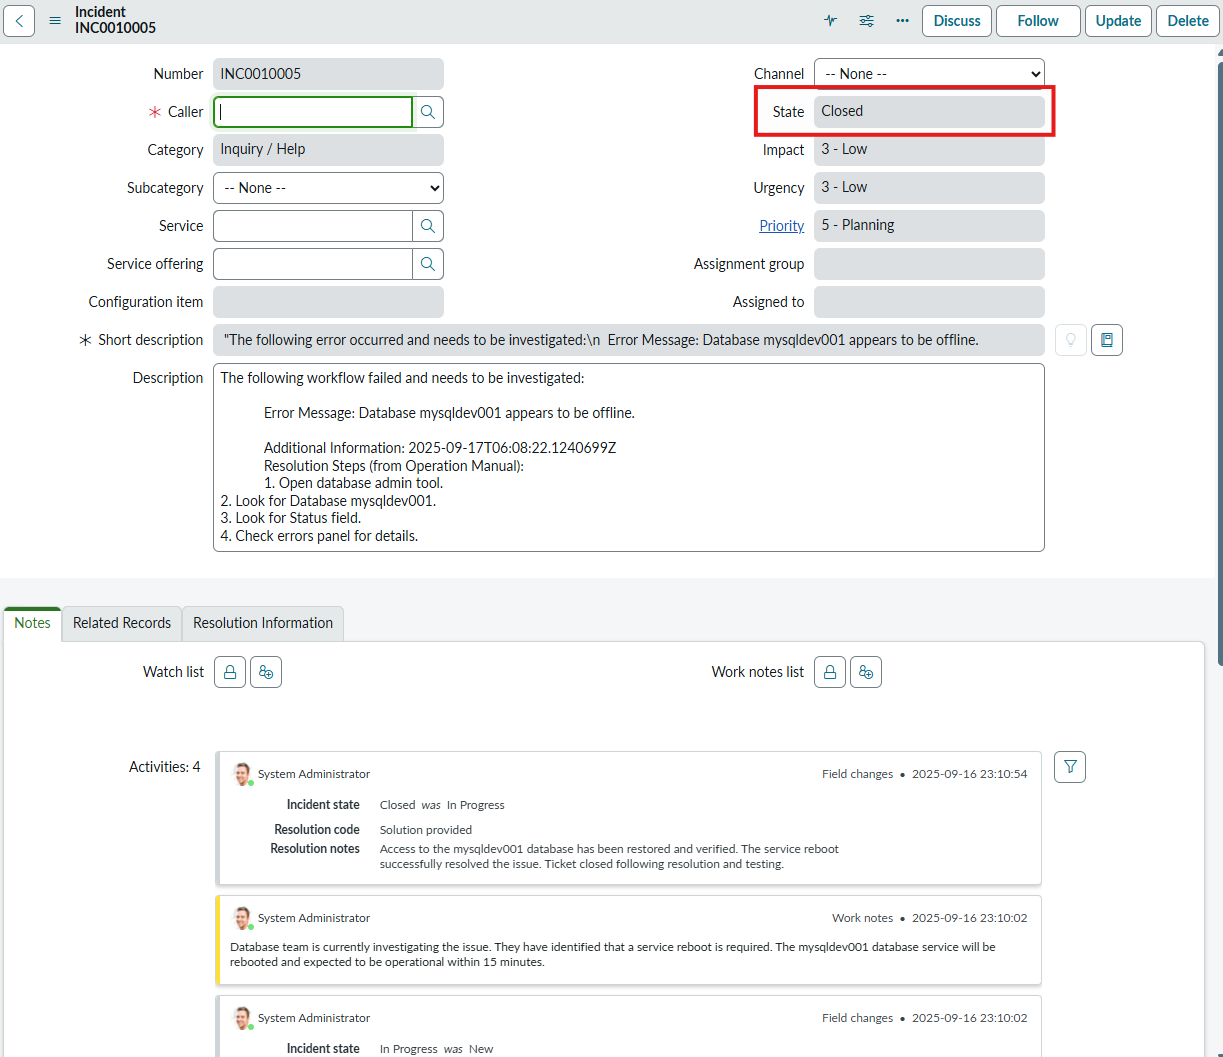 Incident
INC0010005
Discuss Follow Update Delete
Number INC0010005
Channel -- None --
Caller
State Closed
Category Inquiry / Help
Impact 3 - Low
Subcategory -- None --
Urgency 3 - Low
Service
Priority 5 - Planning
Service offering
Assignment group
Configuration item
Assigned to
Short description "The following error occurred and needs to be investigated:\n Error Message: Database mysqldev001 appears to be offline.
Description The following workflow failed and needs to be investigated:
Error Message: Database mysqldev001 appears to be offline.
Additional Information: 2025-09-17T06:08:22.1240699Z
Resolution Steps (from Operation Manual):
1. Open database admin tool.
2. Look for Database mysqldev001.
3. Look for Status field.
4. Check errors panel for details.
Notes Related Records Resolution Information
Watch list
Work notes list
Activities: 4
System Administrator Field changes • 2025-09-16 23:10:54
Incident state Closed was In Progress
Resolution code Solution provided
Resolution notes Access to the mysqldev001 database has been restored and verified. The service reboot
successfully resolved the issue. Ticket closed following resolution and testing.
System Administrator Work notes • 2025-09-16 23:10:02
Database team is currently investigating the issue. They have identified that a service reboot is required. The mysqldev001 database service will be
rebooted and expected to be operational within 15 minutes.
System Administrator Field changes • 2025-09-16 23:10:02
Incident state In Progress was New